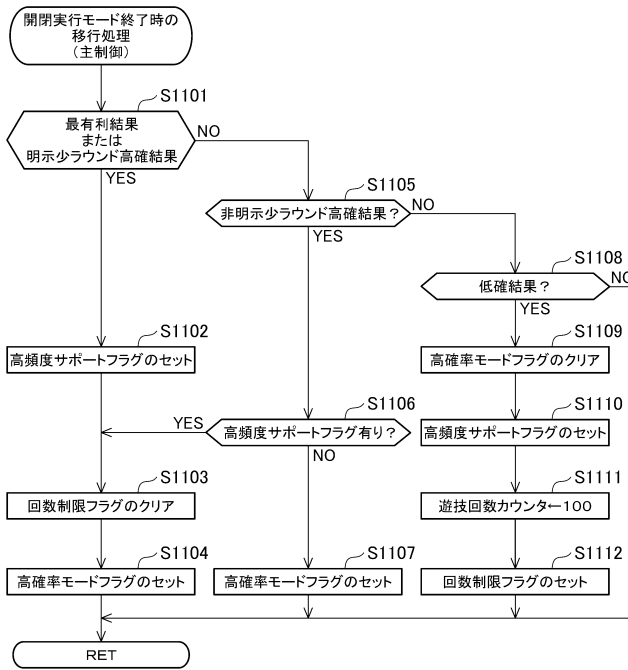 開閉実行モード終了時の
移行処理
(主制御)
S1101
最有利結果
または
明示少ラウンド高確結果
NO
YES
S1105
非明示少ラウンド高確結果？
NO
YES
S1108
低確結果？
NO
YES
S1102
高頻度サポートフラグのセット
S1109
高確率モードフラグのクリア
S1106
高頻度サポートフラグ有り？
YES
NO
S1110
高頻度サポートフラグのセット
S1103
回数制限フラグのクリア
S1111
遊技回数カウンタ←100
S1104
高確率モードフラグのセット
S1107
高確率モードフラグのセット
S1112
回数制限フラグのセット
RET